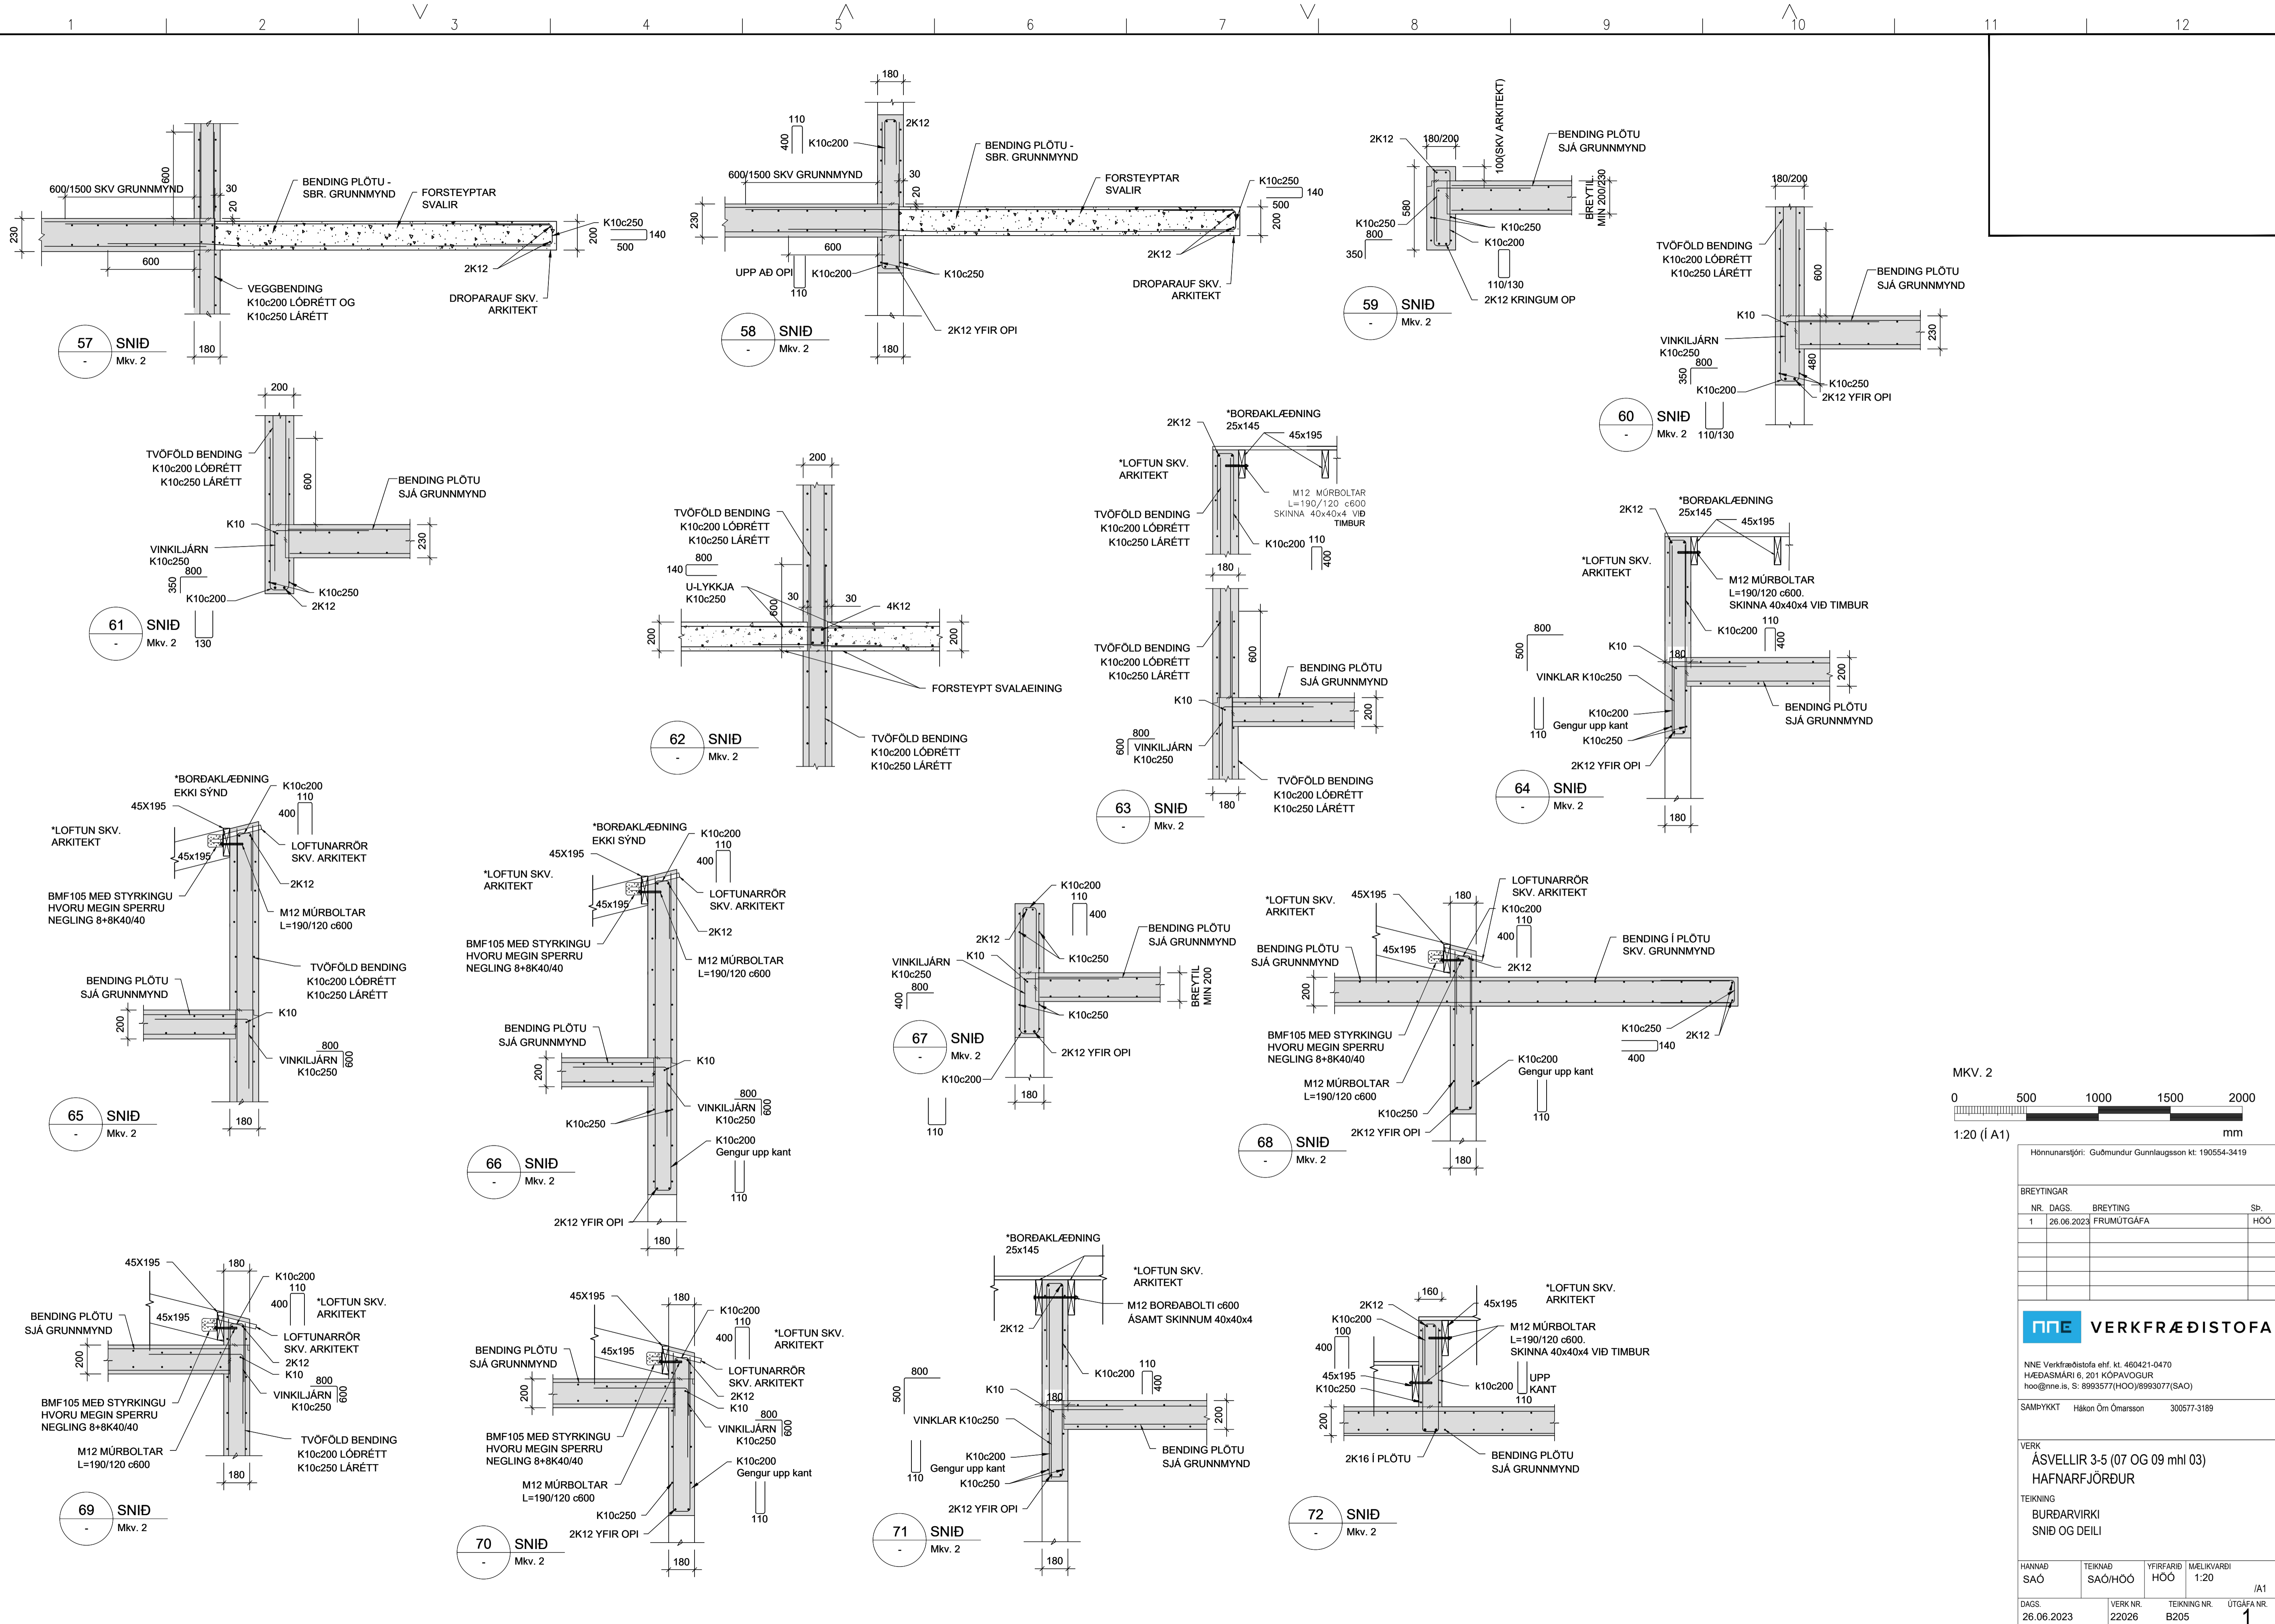 1 2 3 4 5 6 7 8 9 10 11 12
600
600/1500 SKV GRUNNMYND
30
20
BENDING PLÖTU -
SBR. GRUNNMYND
FORSTEYPTAR
SVALIR
230
200
K10c250
140
500
600
2K12
VEGGBENDING
K10c200 LÓÐRÉTT OG
K10c250 LÁRÉTT
DROPARAUF SKV.
ARKITEKT
180
57 SNIÐ
- Mkv. 2
180
110
400
2K12
K10c200
BENDING PLÖTU -
SBR. GRUNNMYND
600/1500 SKV GRUNNMYND
30
20
FORSTEYPTAR
SVALIR
K10c250
140
500
230
200
600
2K12
UPP AÐ OPI
K10c200
K10c250
110
DROPARAUF SKV.
ARKITEKT
2K12 YFIR OPI
180
58 SNIÐ
- Mkv. 2
2K12
180/200
100(SKV ARKITEKT)
BENDING PLÖTU
SJÁ GRUNNMYND
580
BREYTIL.
MIN 200/230
K10c250
800
350
K10c250
K10c200
110/130
2K12 KRINGUM OP
59 SNIÐ
- Mkv. 2
180/200
TVÖFÖLD BENDING
K10c200 LÓÐRÉTT
K10c250 LÁRÉTT
600
BENDING PLÖTU
SJÁ GRUNNMYND
K10
230
VINKILJÁRN
K10c250
800
350
480
K10c200
K10c250
2K12 YFIR OPI
110/130
60 SNIÐ
- Mkv. 2
200
TVÖFÖLD BENDING
K10c200 LÓÐRÉTT
K10c250 LÁRÉTT
600
BENDING PLÖTU
SJÁ GRUNNMYND
K10
230
VINKILJÁRN
K10c250
800
350
K10c200
K10c250
2K12
130
61 SNIÐ
- Mkv. 2
200
TVÖFÖLD BENDING
K10c200 LÓÐRÉTT
K10c250 LÁRÉTT
800
140
U-LYKKJA
K10c250
600
30
30
4K12
200
200
FORSTEYPT SVALAEINING
TVÖFÖLD BENDING
K10c200 LÓÐRÉTT
K10c250 LÁRÉTT
62 SNIÐ
- Mkv. 2
*BORÐAKLÆÐNING
25x145
2K12
45x195
*LOFTUN SKV.
ARKITEKT
M12 MÚRBOLTAR
L=190/120 c600
SKINNA 40x40x4 VIÐ
TIMBUR
TVÖFÖLD BENDING
K10c200 LÓÐRÉTT
K10c250 LÁRÉTT
K10c200
110
400
180
TVÖFÖLD BENDING
K10c200 LÓÐRÉTT
K10c250 LÁRÉTT
600
BENDING PLÖTU
SJÁ GRUNNMYND
K10
200
800
600
VINKILJÁRN
K10c250
TVÖFÖLD BENDING
K10c200 LÓÐRÉTT
K10c250 LÁRÉTT
180
63 SNIÐ
- Mkv. 2
*BORÐAKLÆÐNING
25x145
2K12
45x195
*LOFTUN SKV.
ARKITEKT
M12 MÚRBOLTAR
L=190/120 c600.
SKINNA 40x40x4 VIÐ TIMBUR
110
K10c200
400
800
500
K10
180
200
VINKLAR K10c250
K10c200
Gengur upp kant
110
K10c250
BENDING PLÖTU
SJÁ GRUNNMYND
2K12 YFIR OPI
180
64 SNIÐ
- Mkv. 2
*BORÐAKLÆÐNING
EKKI SÝND
K10c200
110
400
45X195
*LOFTUN SKV.
ARKITEKT
45x195
LOFTUNARRÖR
SKV. ARKITEKT
2K12
BMF105 MEÐ STYRKINGU
HVORU MEGIN SPERRU
NEGLING 8+8K40/40
M12 MÚRBOLTAR
L=190/120 c600
TVÖFÖLD BENDING
K10c200 LÓÐRÉTT
K10c250 LÁRÉTT
BENDING PLÖTU
SJÁ GRUNNMYND
K10
200
800
600
VINKILJÁRN
K10c250
180
65 SNIÐ
- Mkv. 2
*BORÐAKLÆÐNING
EKKI SÝND
K10c200
110
400
45X195
*LOFTUN SKV.
ARKITEKT
45x195
LOFTUNARRÖR
SKV. ARKITEKT
2K12
BMF105 MEÐ STYRKINGU
HVORU MEGIN SPERRU
NEGLING 8+8K40/40
M12 MÚRBOLTAR
L=190/120 c600
BENDING PLÖTU
SJÁ GRUNNMYND
K10
200
800
600
VINKILJÁRN
K10c250
K10c250
K10c200
Gengur upp kant
110
2K12 YFIR OPI
180
66 SNIÐ
- Mkv. 2
K10c200
110
400
2K12
K10
K10c250
BENDING PLÖTU
SJÁ GRUNNMYND
VINKILJÁRN
K10c250
800
400
BREYTIL
MIN 200
K10c250
2K12 YFIR OPI
K10c200
110
180
67 SNIÐ
- Mkv. 2
*LOFTUN SKV.
ARKITEKT
45X195
180
LOFTUNARRÖR
SKV. ARKITEKT
K10c200
110
400
BENDING PLÖTU
SJÁ GRUNNMYND
45x195
2K12
BENDING Í PLÖTU
SKV. GRUNNMYND
200
BMF105 MEÐ STYRKINGU
HVORU MEGIN SPERRU
NEGLING 8+8K40/40
M12 MÚRBOLTAR
L=190/120 c600
K10c250
2K12
140
400
K10c200
Gengur upp kant
110
K10c250
2K12 YFIR OPI
180
68 SNIÐ
- Mkv. 2
45X195
180
K10c200
110
400
*LOFTUN SKV.
ARKITEKT
BENDING PLÖTU
SJÁ GRUNNMYND
45x195
LOFTUNARRÖR
SKV. ARKITEKT
2K12
K10
200
800
600
VINKILJÁRN
K10c250
BMF105 MEÐ STYRKINGU
HVORU MEGIN SPERRU
NEGLING 8+8K40/40
M12 MÚRBOLTAR
L=190/120 c600
TVÖFÖLD BENDING
K10c200 LÓÐRÉTT
K10c250 LÁRÉTT
180
69 SNIÐ
- Mkv. 2
45X195
180
K10c200
110
400
*LOFTUN SKV.
ARKITEKT
BENDING PLÖTU
SJÁ GRUNNMYND
45x195
LOFTUNARRÖR
SKV. ARKITEKT
2K12
K10
200
800
600
VINKILJÁRN
K10c250
BMF105 MEÐ STYRKINGU
HVORU MEGIN SPERRU
NEGLING 8+8K40/40
M12 MÚRBOLTAR
L=190/120 c600
K10c200
Gengur upp kant
110
K10c250
2K12 YFIR OPI
180
70 SNIÐ
- Mkv. 2
*BORÐAKLÆÐNING
25x145
*LOFTUN SKV.
ARKITEKT
M12 BORÐABOLTI c600
ÁSAMT SKINNUM 40x40x4
2K12
K10c200
110
400
800
500
K10
180
200
VINKLAR K10c250
K10c200
Gengur upp kant
110
K10c250
BENDING PLÖTU
SJÁ GRUNNMYND
2K12 YFIR OPI
180
71 SNIÐ
- Mkv. 2
160
*LOFTUN SKV.
ARKITEKT
2K12
45x195
K10c200
100
400
M12 MÚRBOLTAR
L=190/120 c600.
SKINNA 40x40x4 VIÐ TIMBUR
45x195
K10c250
k10c200
UPP
KANT
110
200
2K16 Í PLÖTU
BENDING PLÖTU
SJÁ GRUNNMYND
72 SNIÐ
- Mkv. 2
MKV. 2
0 500 1000 1500 2000
1:20 (Í A1) mm
Hönnunarstjóri: Guðmundur Gunnlaugsson kt: 190554-3419
BREYTINGAR
NR. DAGS. BREYTING SÞ.
1 26.06.2023 FRUMÚTGÁFA HÖÓ
nne VERKFRÆÐISTOFA
NNE Verkfræðistofa ehf. kt. 460421-0470
HÆÐASMÁRI 6, 201 KÓPAVOGUR
hoo@nne.is, S: 8993577(HOO)/8993077(SAO)
SAMÞYKKT Hákon Örn Ómarsson 300577-3189
VERK
ÁSVELLIR 3-5 (07 OG 09 mhl 03)
HAFNARFJÖRÐUR
TEIKNING
BURÐARVIRKI
SNIÐ OG DEILI
HANNAÐ TEIKNAÐ YFIRFARIÐ MÆLIKVARÐI
SAÓ SAÓ/HÖÓ HÖÓ 1:20
/A1
DAGS. VERK NR. TEIKNING NR. ÚTGÁFA NR.
26.06.2023 22026 B205 1